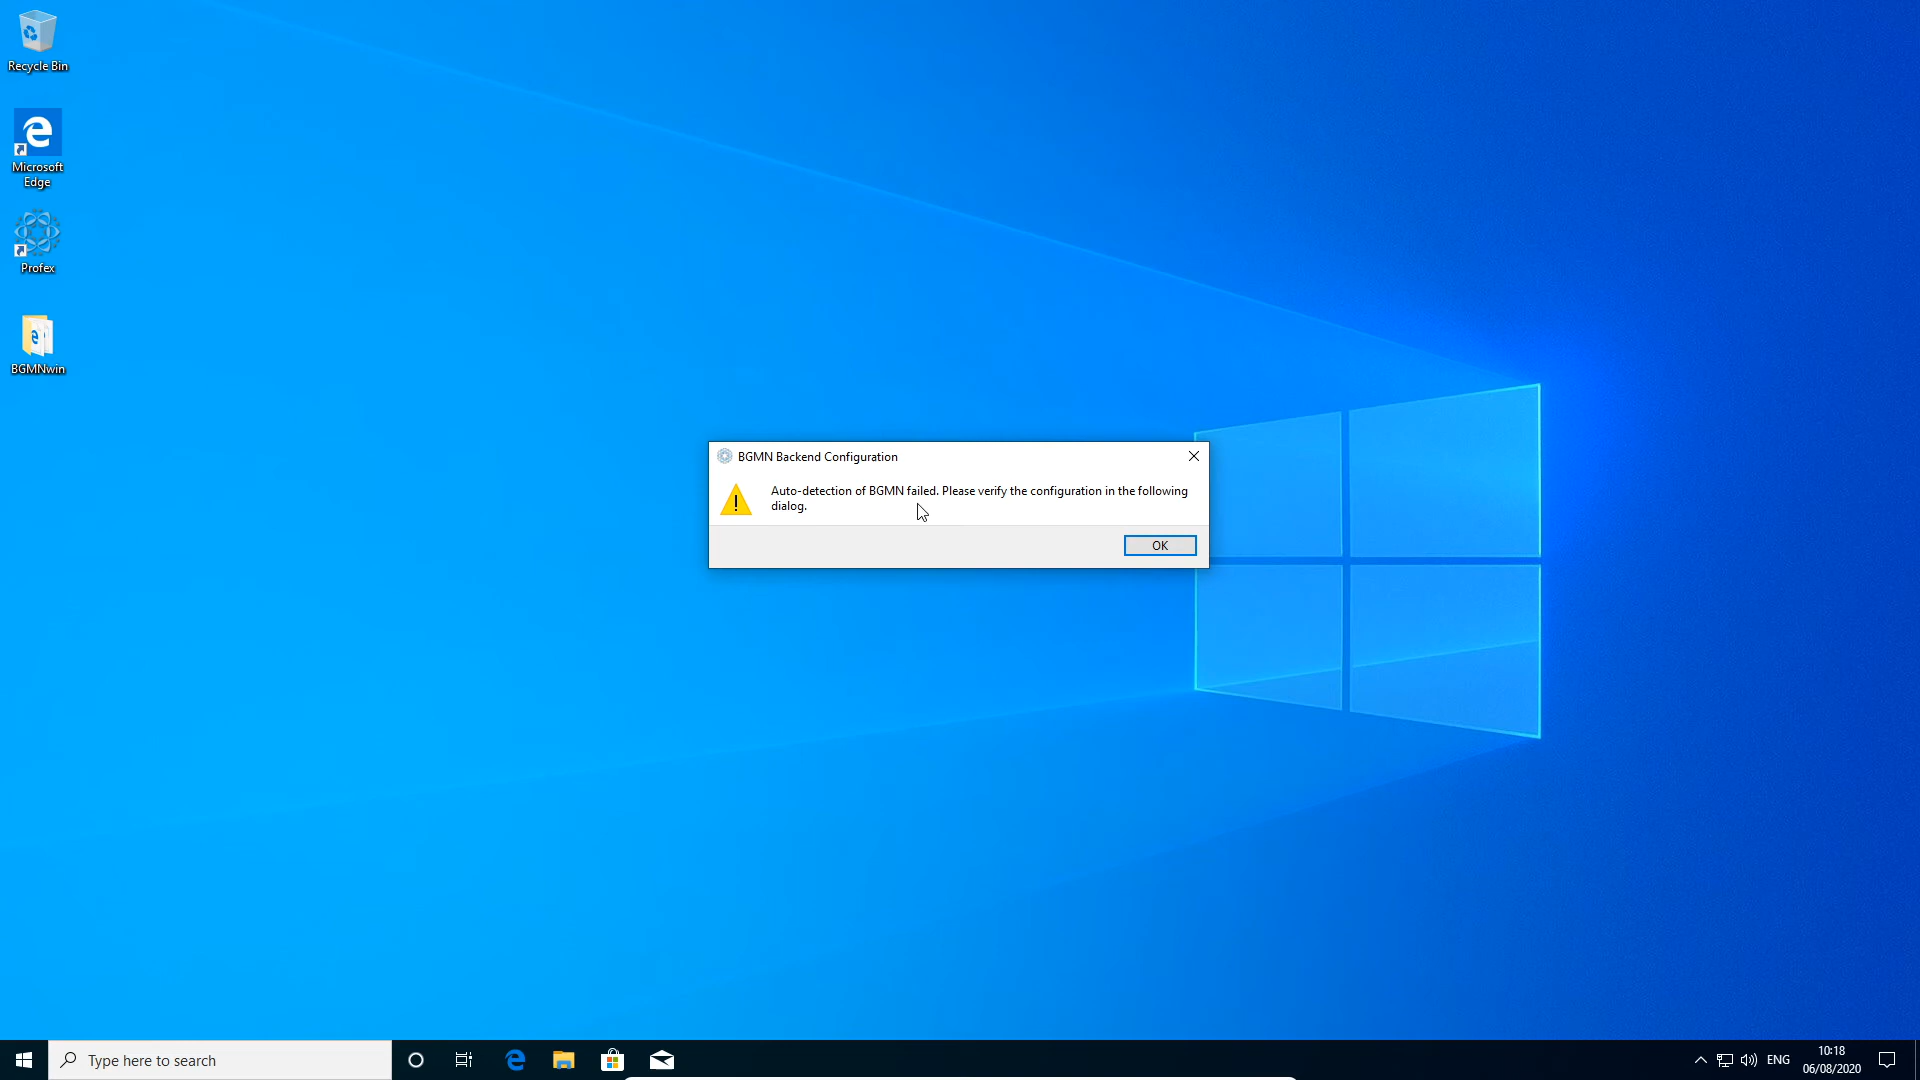 Recycle Bin
Microsoft
Edge
Profex
BGMNwin
BGMN Backend Configuration
Auto-detection of BGMN failed. Please verify the configuration in the following
dialog.
OK
Type here to search
ENG
10:18
06/08/2020